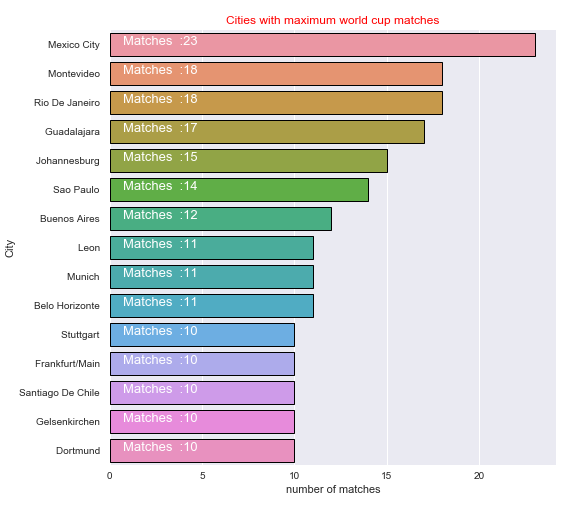 Cities with maximum world cup matches
Mexico City Matches :23
Montevideo Matches :18
Rio De Janeiro Matches :18
Guadalajara Matches :17
Johannesburg Matches :15
Sao Paulo Matches :14
Buenos Aires Matches :12
Leon Matches :11
Munich Matches :11
Belo Horizonte Matches :11
Stuttgart Matches :10
Frankfurt/Main Matches :10
Santiago De Chile Matches :10
Gelsenkirchen Matches :10
Dortmund Matches :10
City
0 5 10 15 20
number of matches